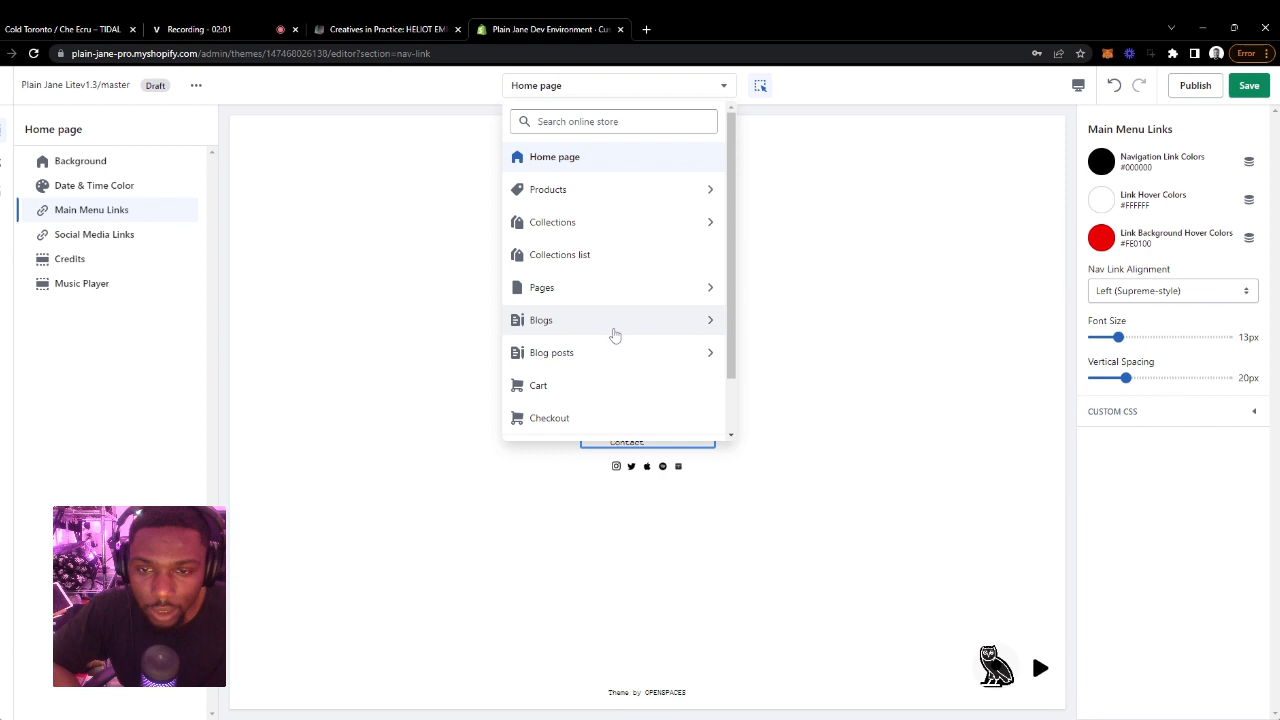 Cold Toronto / Che Ecru – TIDAL
Recording - 02:01
Creatives in Practice: HELIOT EM
Plain Jane Dev Environment · Cus
plain-jane-pro.myshopify.com/admin/themes/147468026138/editor?section=nav-link
Error
Plain Jane Litev1.3/master
Draft
Home page
Publish
Save
Home page
Background
Date & Time Color
Main Menu Links
Social Media Links
Credits
Music Player
Search online store
Home page
Products
Collections
Collections list
Pages
Blogs
Blog posts
Cart
Checkout
Contact
Theme by OPENSPACES
Main Menu Links
Navigation Link Colors
#000000
Link Hover Colors
#FFFFFF
Link Background Hover Colors
#FE0100
Nav Link Alignment
Left (Supreme-style)
Font Size
13px
Vertical Spacing
20px
CUSTOM CSS